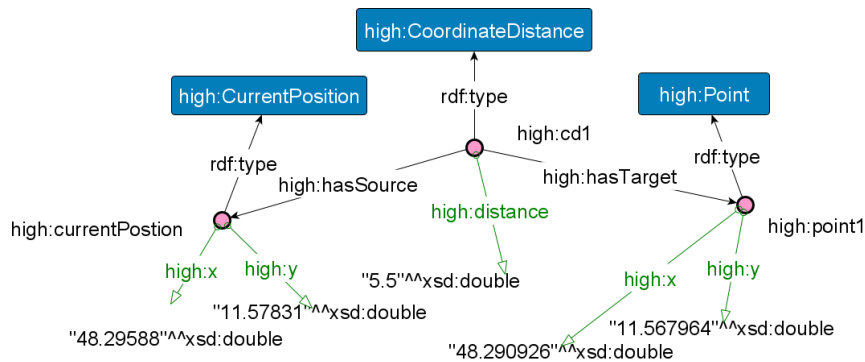 high:CoordinateDistance
high:CurrentPosition
high:Point
rdf:type
high:cd1
rdf:type
rdf:type
high:hasSource
high:hasTarget
high:distance
high:currentPostion
high:point1
high:x
high:y
high:x
high:y
"5.5"^^xsd:double
"11.57831"^^xsd:double
"48.29588"^^xsd:double
"11.567964"^^xsd:double
"48.290926"^^xsd:double